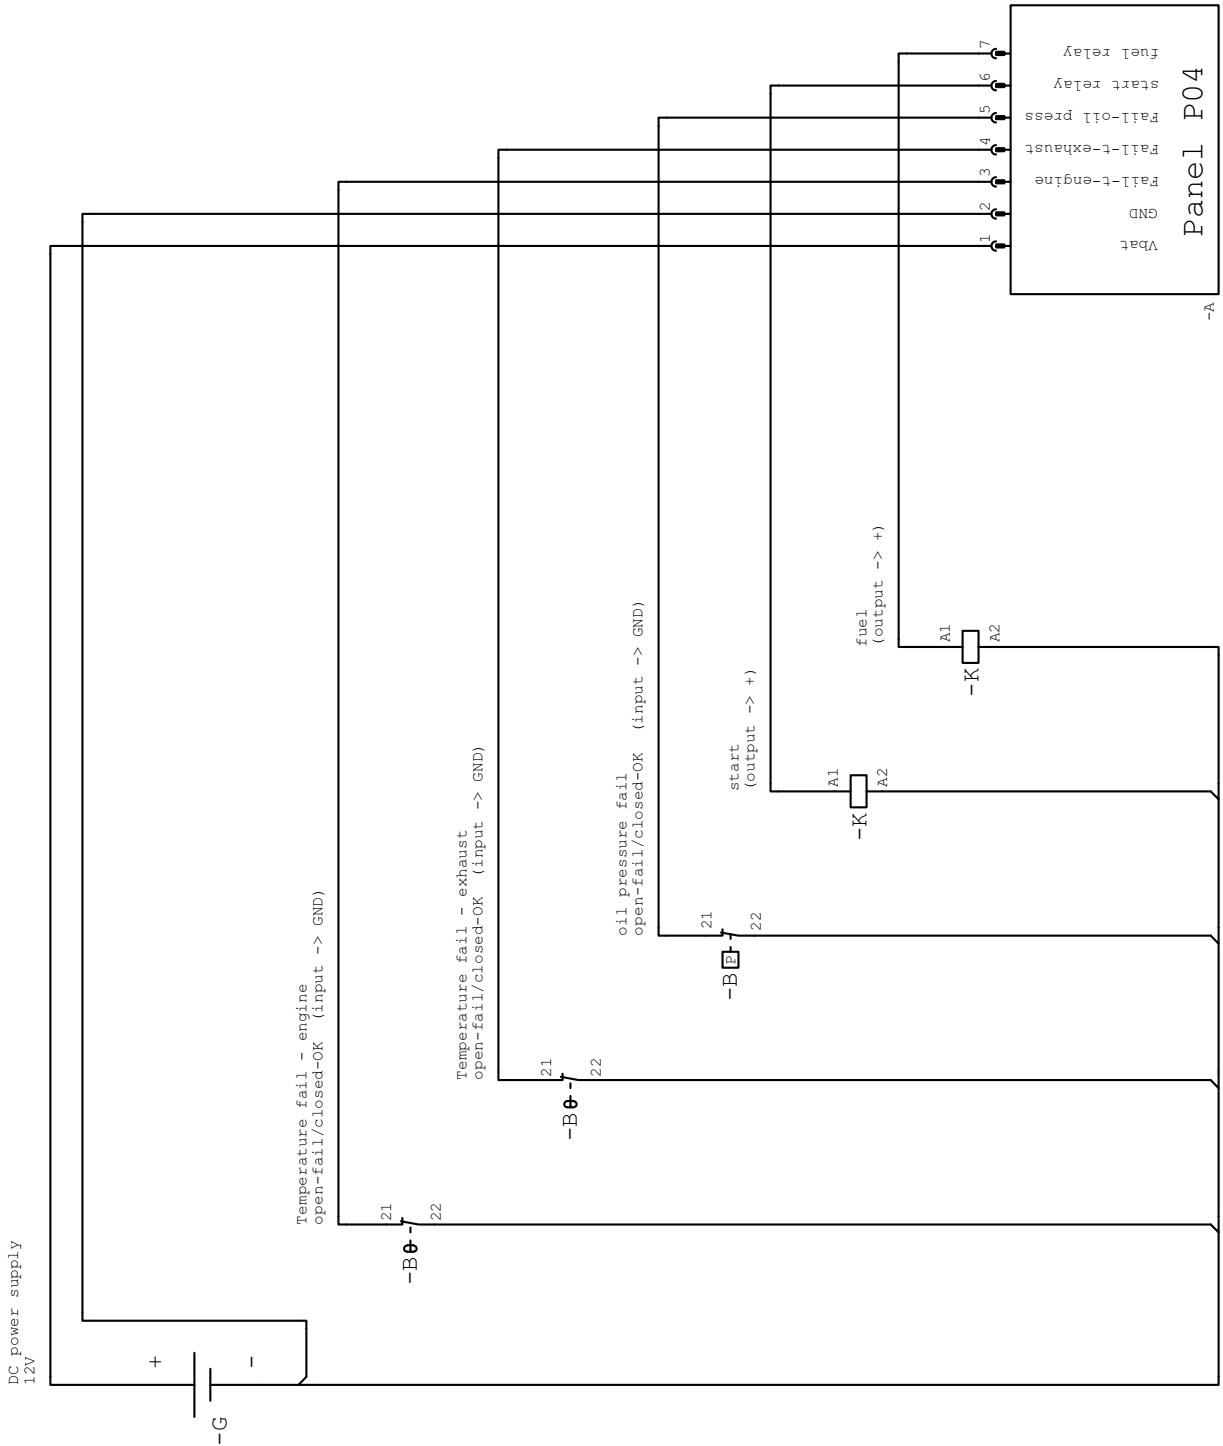 DC power supply
12V
+
-
-G
Temperature fail - engine
open-fail/closed-OK  (input -> GND)
21
22
-B
Temperature fail - exhaust
open-fail/closed-OK  (input -> GND)
21
22
-B
oil pressure fail
open-fail/closed-OK  (input -> GND)
21
22
-B
P
start
(output -> +)
A1
A2
-K
fuel
(output -> +)
A1
A2
-K
1
Vbat
2
GND
3
Fail-t-engine
4
Fail-t-exhaust
5
Fail-oil press
6
start relay
7
fuel relay
Panel P04
-A